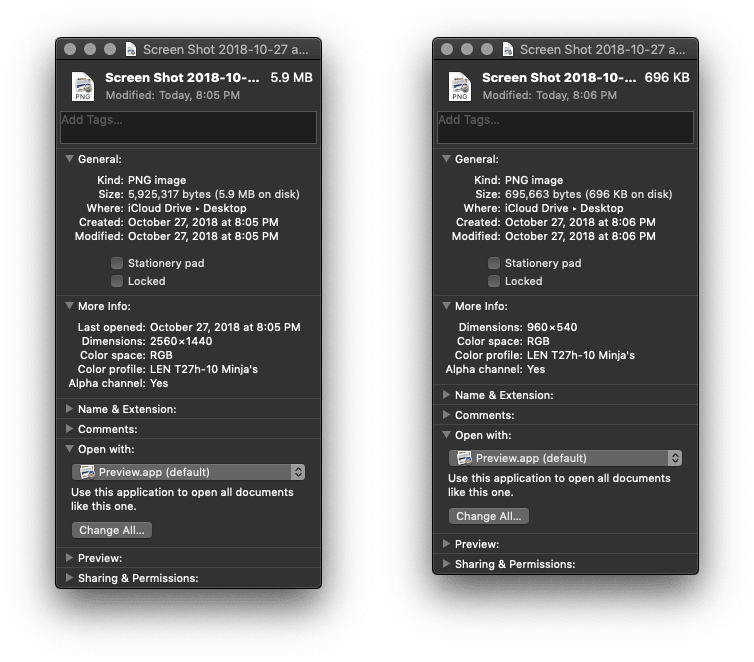 Screen Shot 2018-10-27 a...
PNG
Screen Shot 2018-10-... 5.9 MB
Modified: Today, 8:05 PM
Add Tags...
General:
Kind: PNG image
Size: 5,925,317 bytes (5.9 MB on disk)
Where: iCloud Drive ▸ Desktop
Created: October 27, 2018 at 8:05 PM
Modified: October 27, 2018 at 8:05 PM
Stationery pad
Locked
More Info:
Last opened: October 27, 2018 at 8:05 PM
Dimensions: 2560×1440
Color space: RGB
Color profile: LEN T27h-10 Minja's
Alpha channel: Yes
Name & Extension:
Comments:
Open with:
Preview.app (default)
Use this application to open all documents
like this one.
Change All...
Preview:
Sharing & Permissions:
Screen Shot 2018-10-27 a...
PNG
Screen Shot 2018-10-... 696 KB
Modified: Today, 8:06 PM
Add Tags...
General:
Kind: PNG image
Size: 695,663 bytes (696 KB on disk)
Where: iCloud Drive ▸ Desktop
Created: October 27, 2018 at 8:06 PM
Modified: October 27, 2018 at 8:06 PM
Stationery pad
Locked
More Info:
Dimensions: 960×540
Color space: RGB
Color profile: LEN T27h-10 Minja's
Alpha channel: Yes
Name & Extension:
Comments:
Open with:
Preview.app (default)
Use this application to open all documents
like this one.
Change All...
Preview:
Sharing & Permissions: